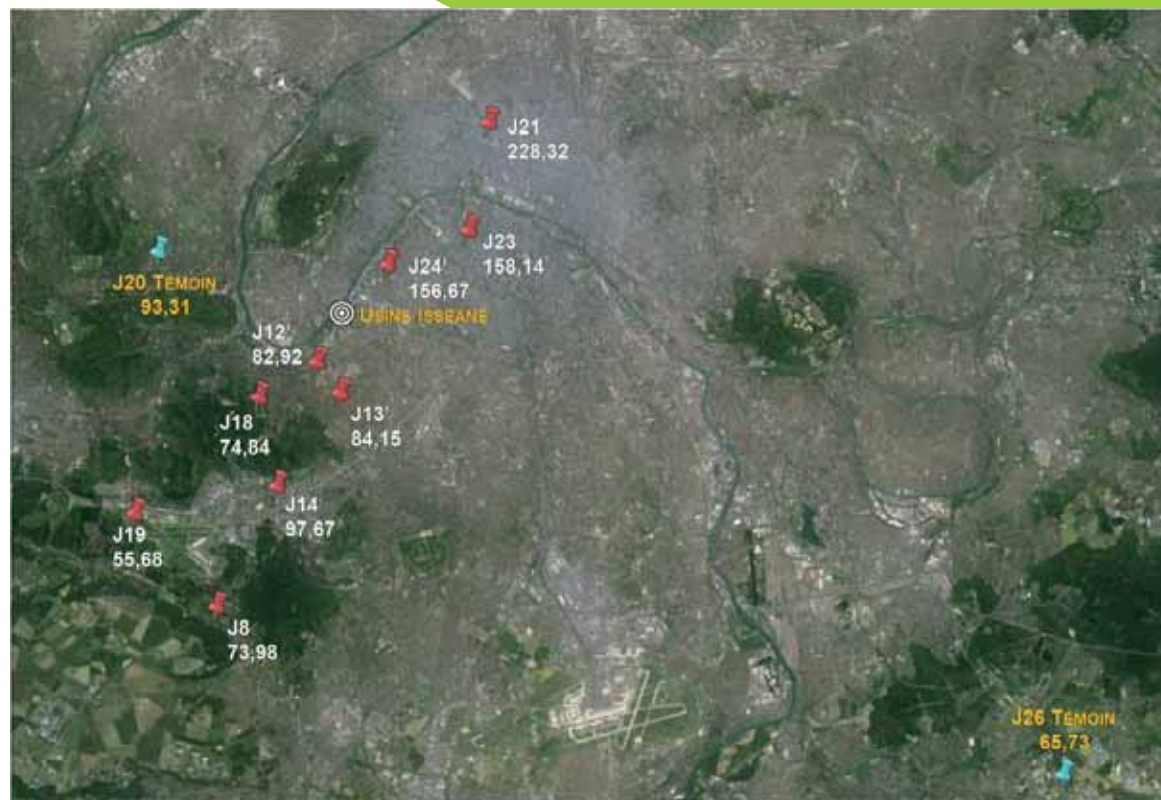 J21
228,32
J23
158,14
J24'
156,67
J20 TÉMOIN
93,31
USINE ISSEANE
J12'
82,92
J13'
84,15
J18
74,84
J14
97,67
J19
55,68
J8
73,98
J26 TÉMOIN
65,73